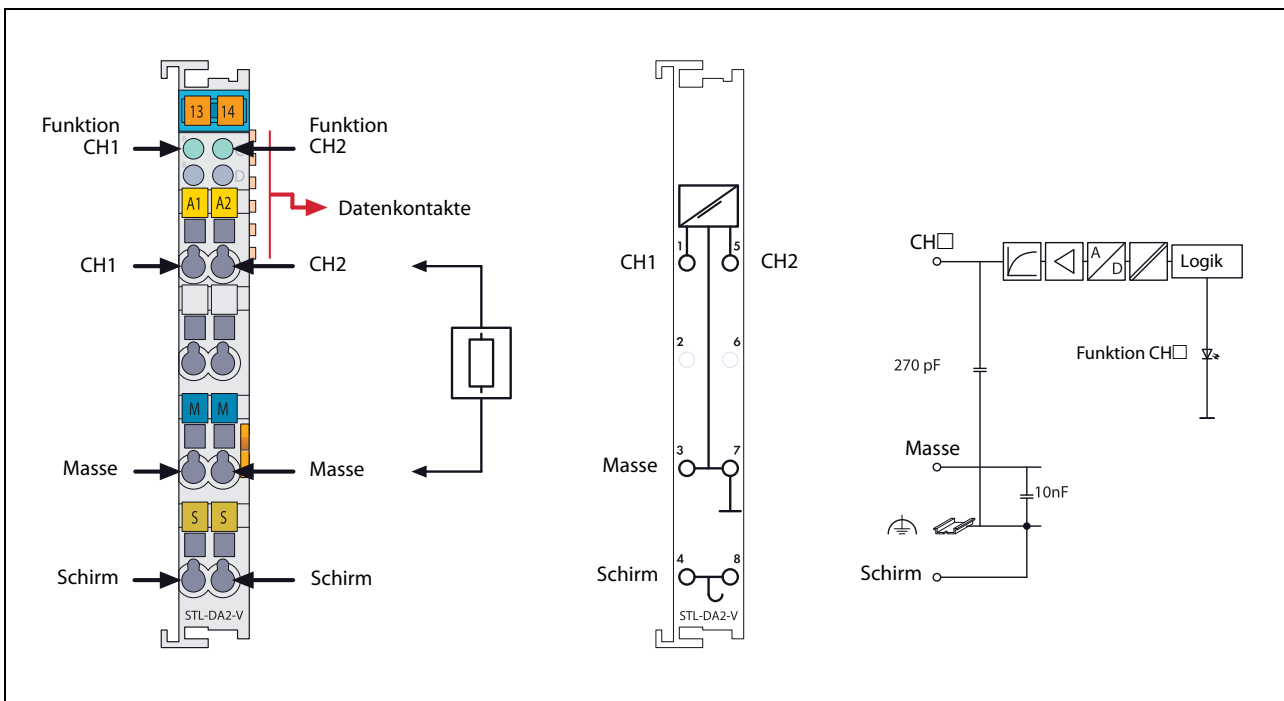 13 14
Funktion
CH1
Funktion
CH2
A
C
B
D
A1 A2
Datenkontakte
CH1
CH2
M M
Masse
Masse
S S
Schirm
Schirm
STL-DA2-V
1 5
CH1
CH2
2 6
3 7
Masse
4 8
Schirm
STL-DA2-V
CH□
A
D
Logik
270 pF
Funktion CH□
Masse
10nF
Schirm